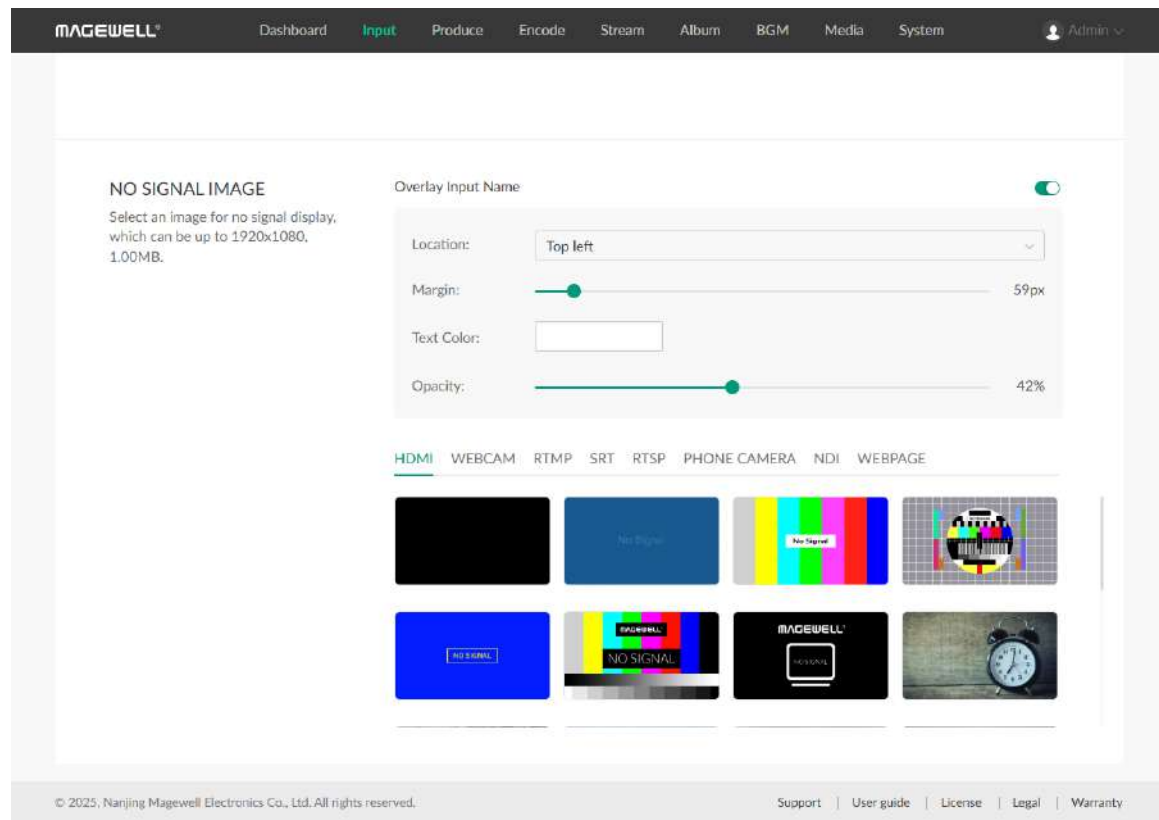 MAGEWELL® Dashboard Input Produce Encode Stream Album BGM Media System Admin
NO SIGNAL IMAGE
Select an image for no signal display,
which can be up to 1920x1080,
1.00MB.
Overlay Input Name
Location: Top left
Margin: 59px
Text Color:
Opacity: 42%
HDMI WEBCAM RTMP SRT RTSP PHONE CAMERA NDI WEBPAGE
No Signal
No Signal
NO SIGNAL
MAGEWELL®
NO SIGNAL
MAGEWELL®
NO SIGNAL
© 2025, Nanjing Magewell Electronics Co., Ltd. All rights reserved.
Support | User guide | License | Legal | Warranty